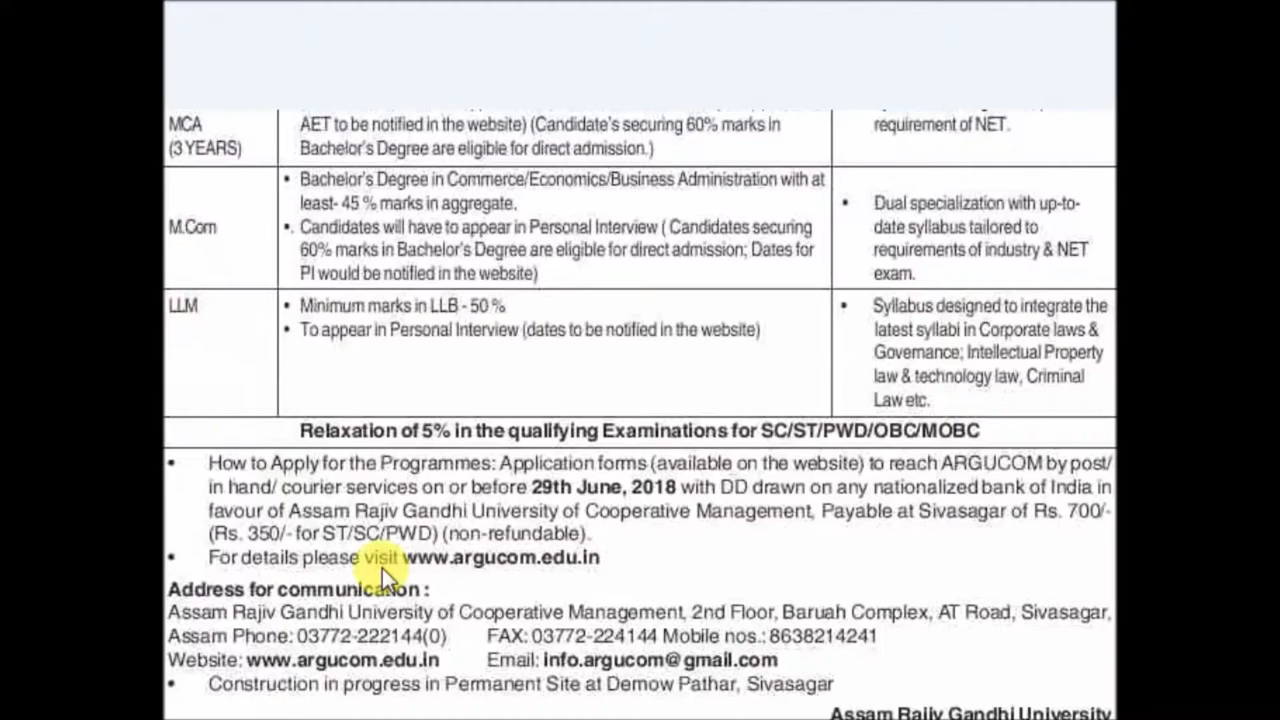 MCA
(3 YEARS)
AET to be notified in the website) (Candidate's securing 60% marks in
Bachelor's Degree are eligible for direct admission.)
requirement of NET.
M.Com
• Bachelor's Degree in Commerce/Economics/Business Administration with at
least- 45 % marks in aggregate.
•. Candidates will have to appear in Personal Interview ( Candidates securing
60% marks in Bachelor's Degree are eligible for direct admission; Dates for
PI would be notified in the website)
• Dual specialization with up-to-
date syllabus tailored to
requirements of industry & NET
exam.
LLM
• Minimum marks in LLB - 50 %
• To appear in Personal Interview (dates to be notified in the website)
• Syllabus designed to integrate the
latest syllabi in Corporate laws &
Governance; Intellectual Property
law & technology law, Criminal
Law etc.
Relaxation of 5% in the qualifying Examinations for SC/ST/PWD/OBC/MOBC
• How to Apply for the Programmes: Application forms (available on the website) to reach ARGUCOM by post/
in hand/ courier services on or before 29th June, 2018 with DD drawn on any nationalized bank of India in
favour of Assam Rajiv Gandhi University of Cooperative Management, Payable at Sivasagar of Rs. 700/-
(Rs. 350/- for ST/SC/PWD) (non-refundable).
• For details please visit www.argucom.edu.in
Address for communication :
Assam Rajiv Gandhi University of Cooperative Management, 2nd Floor, Baruah Complex, AT Road, Sivasagar,
Assam Phone: 03772-222144(0) FAX: 03772-224144 Mobile nos.: 8638214241
Website: www.argucom.edu.in Email: info.argucom@gmail.com
• Construction in progress in Permanent Site at Demow Pathar, Sivasagar
Assam Rajiv Gandhi University